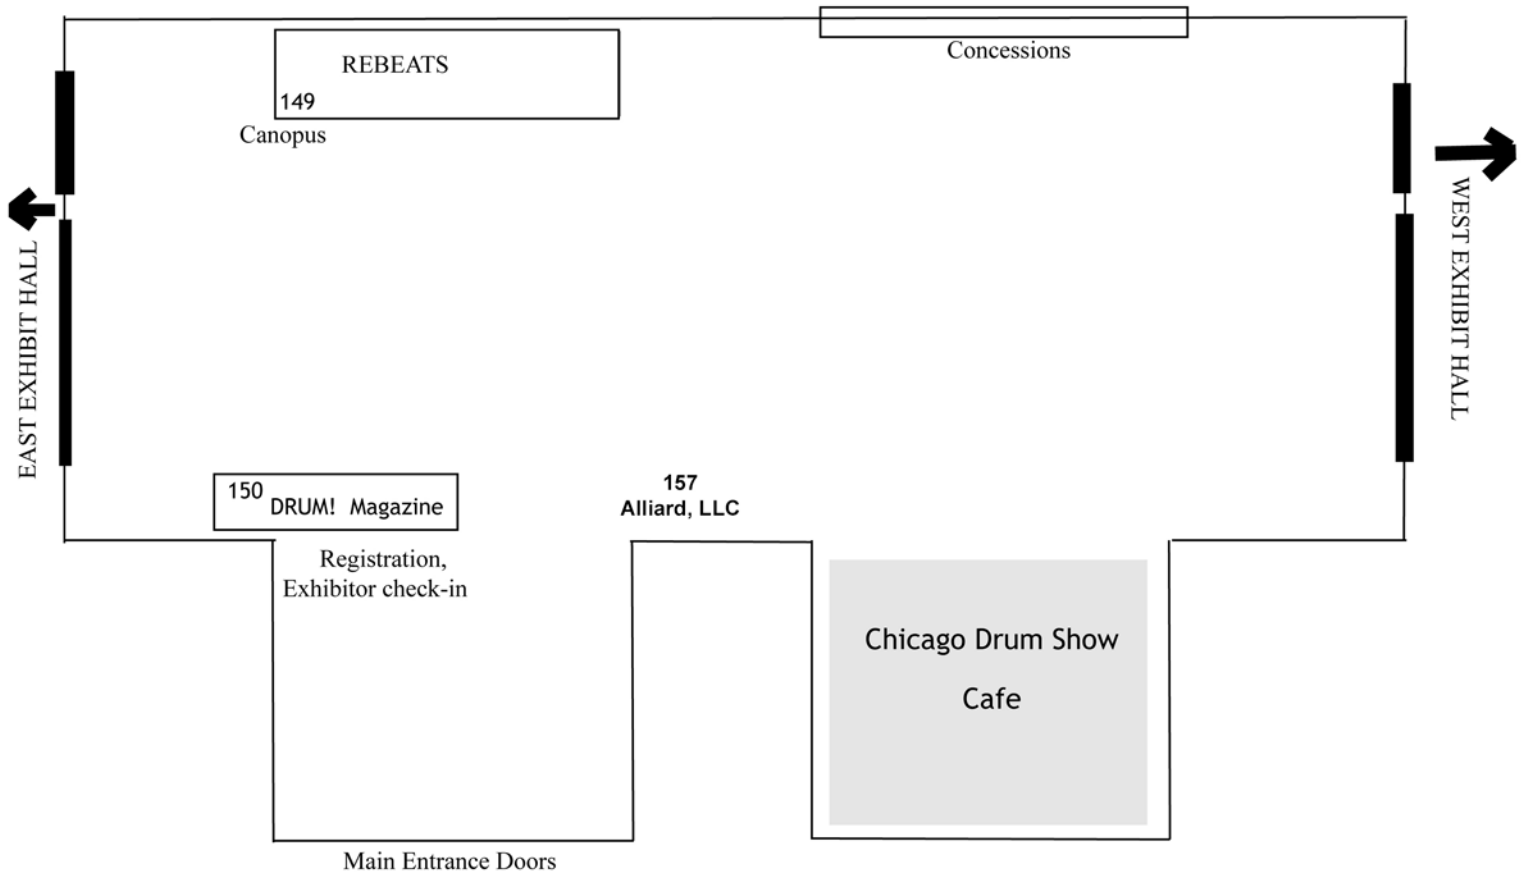 REBEATS
149
Canopus
Concessions
EAST EXHIBIT HALL
WEST EXHIBIT HALL
150 DRUM! Magazine
Registration,
Exhibitor check-in
157
Alliard, LLC
Chicago Drum Show
Cafe
Main Entrance Doors